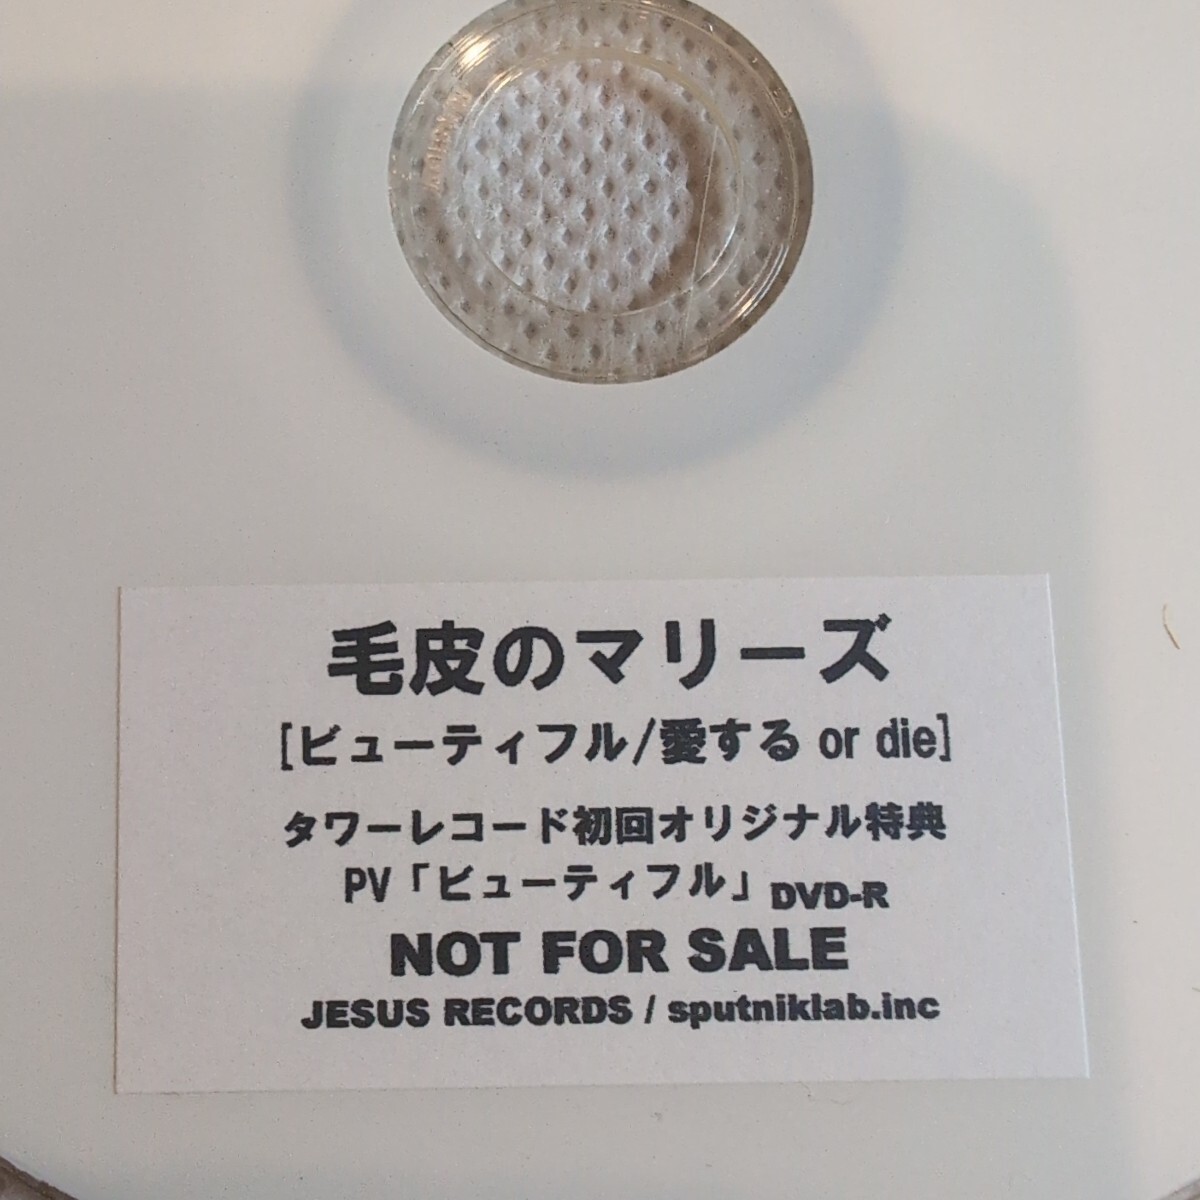 毛皮のマリーズ
[ビューティフル/愛する or die]
タワーレコード初回オリジナル特典
PV「ビューティフル」DVD-R
NOT FOR SALE
JESUS RECORDS / sputniklab.inc